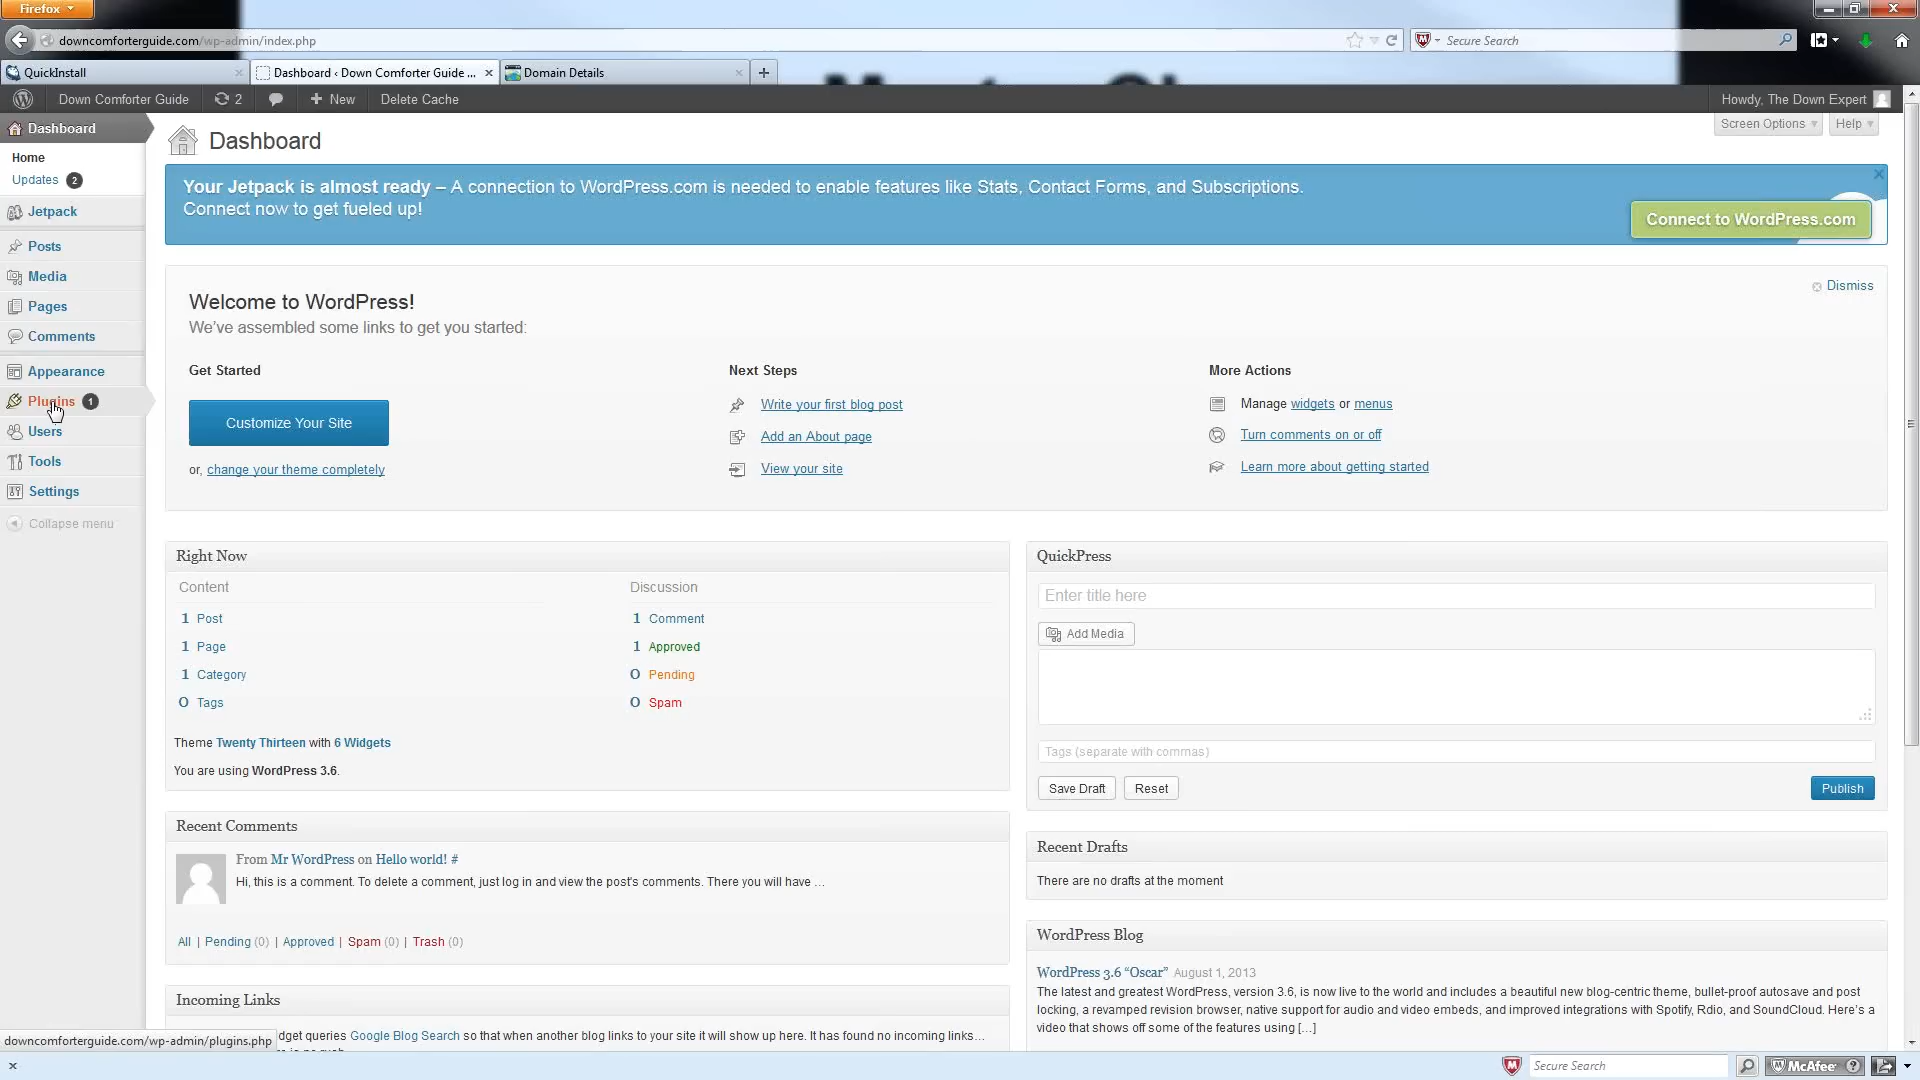 Firefox
downcomforterguide.com/wp-admin/index.php
Secure Search
QuickInstall
Dashboard ‹ Down Comforter Guide ...
Domain Details
Down Comforter Guide
2
New
Delete Cache
Howdy, The Down Expert
Dashboard
Home
Updates 2
Jetpack
Posts
Media
Pages
Comments
Appearance
Plugins 1
Users
Tools
Settings
Collapse menu
Screen Options
Help
Dashboard
Your Jetpack is almost ready – A connection to WordPress.com is needed to enable features like Stats, Contact Forms, and Subscriptions.
Connect now to get fueled up!
Connect to WordPress.com
Welcome to WordPress!
Dismiss
We've assembled some links to get you started:
Get Started
Customize Your Site
or, change your theme completely
Next Steps
Write your first blog post
Add an About page
View your site
More Actions
Manage widgets or menus
Turn comments on or off
Learn more about getting started
Right Now
Content
1 Post
1 Page
1 Category
0 Tags
Discussion
1 Comment
1 Approved
0 Pending
0 Spam
Theme Twenty Thirteen with 6 Widgets
You are using WordPress 3.6.
Recent Comments
From Mr WordPress on Hello world! #
Hi, this is a comment. To delete a comment, just log in and view the post's comments. There you will have …
All | Pending (0) | Approved | Spam (0) | Trash (0)
Incoming Links
dget queries Google Blog Search so that when another blog links to your site it will show up here. It has found no incoming links…
QuickPress
Enter title here
Add Media
Tags (separate with commas)
Save Draft
Reset
Publish
Recent Drafts
There are no drafts at the moment
WordPress Blog
WordPress 3.6 “Oscar” August 1, 2013
The latest and greatest WordPress, version 3.6, is now live to the world and includes a beautiful new blog-centric theme, bullet-proof autosave and post
locking, a revamped revision browser, native support for audio and video embeds, and improved integrations with Spotify, Rdio, and SoundCloud. Here's a
video that shows off some of the features using […]
downcomforterguide.com/wp-admin/plugins.php
Secure Search
McAfee